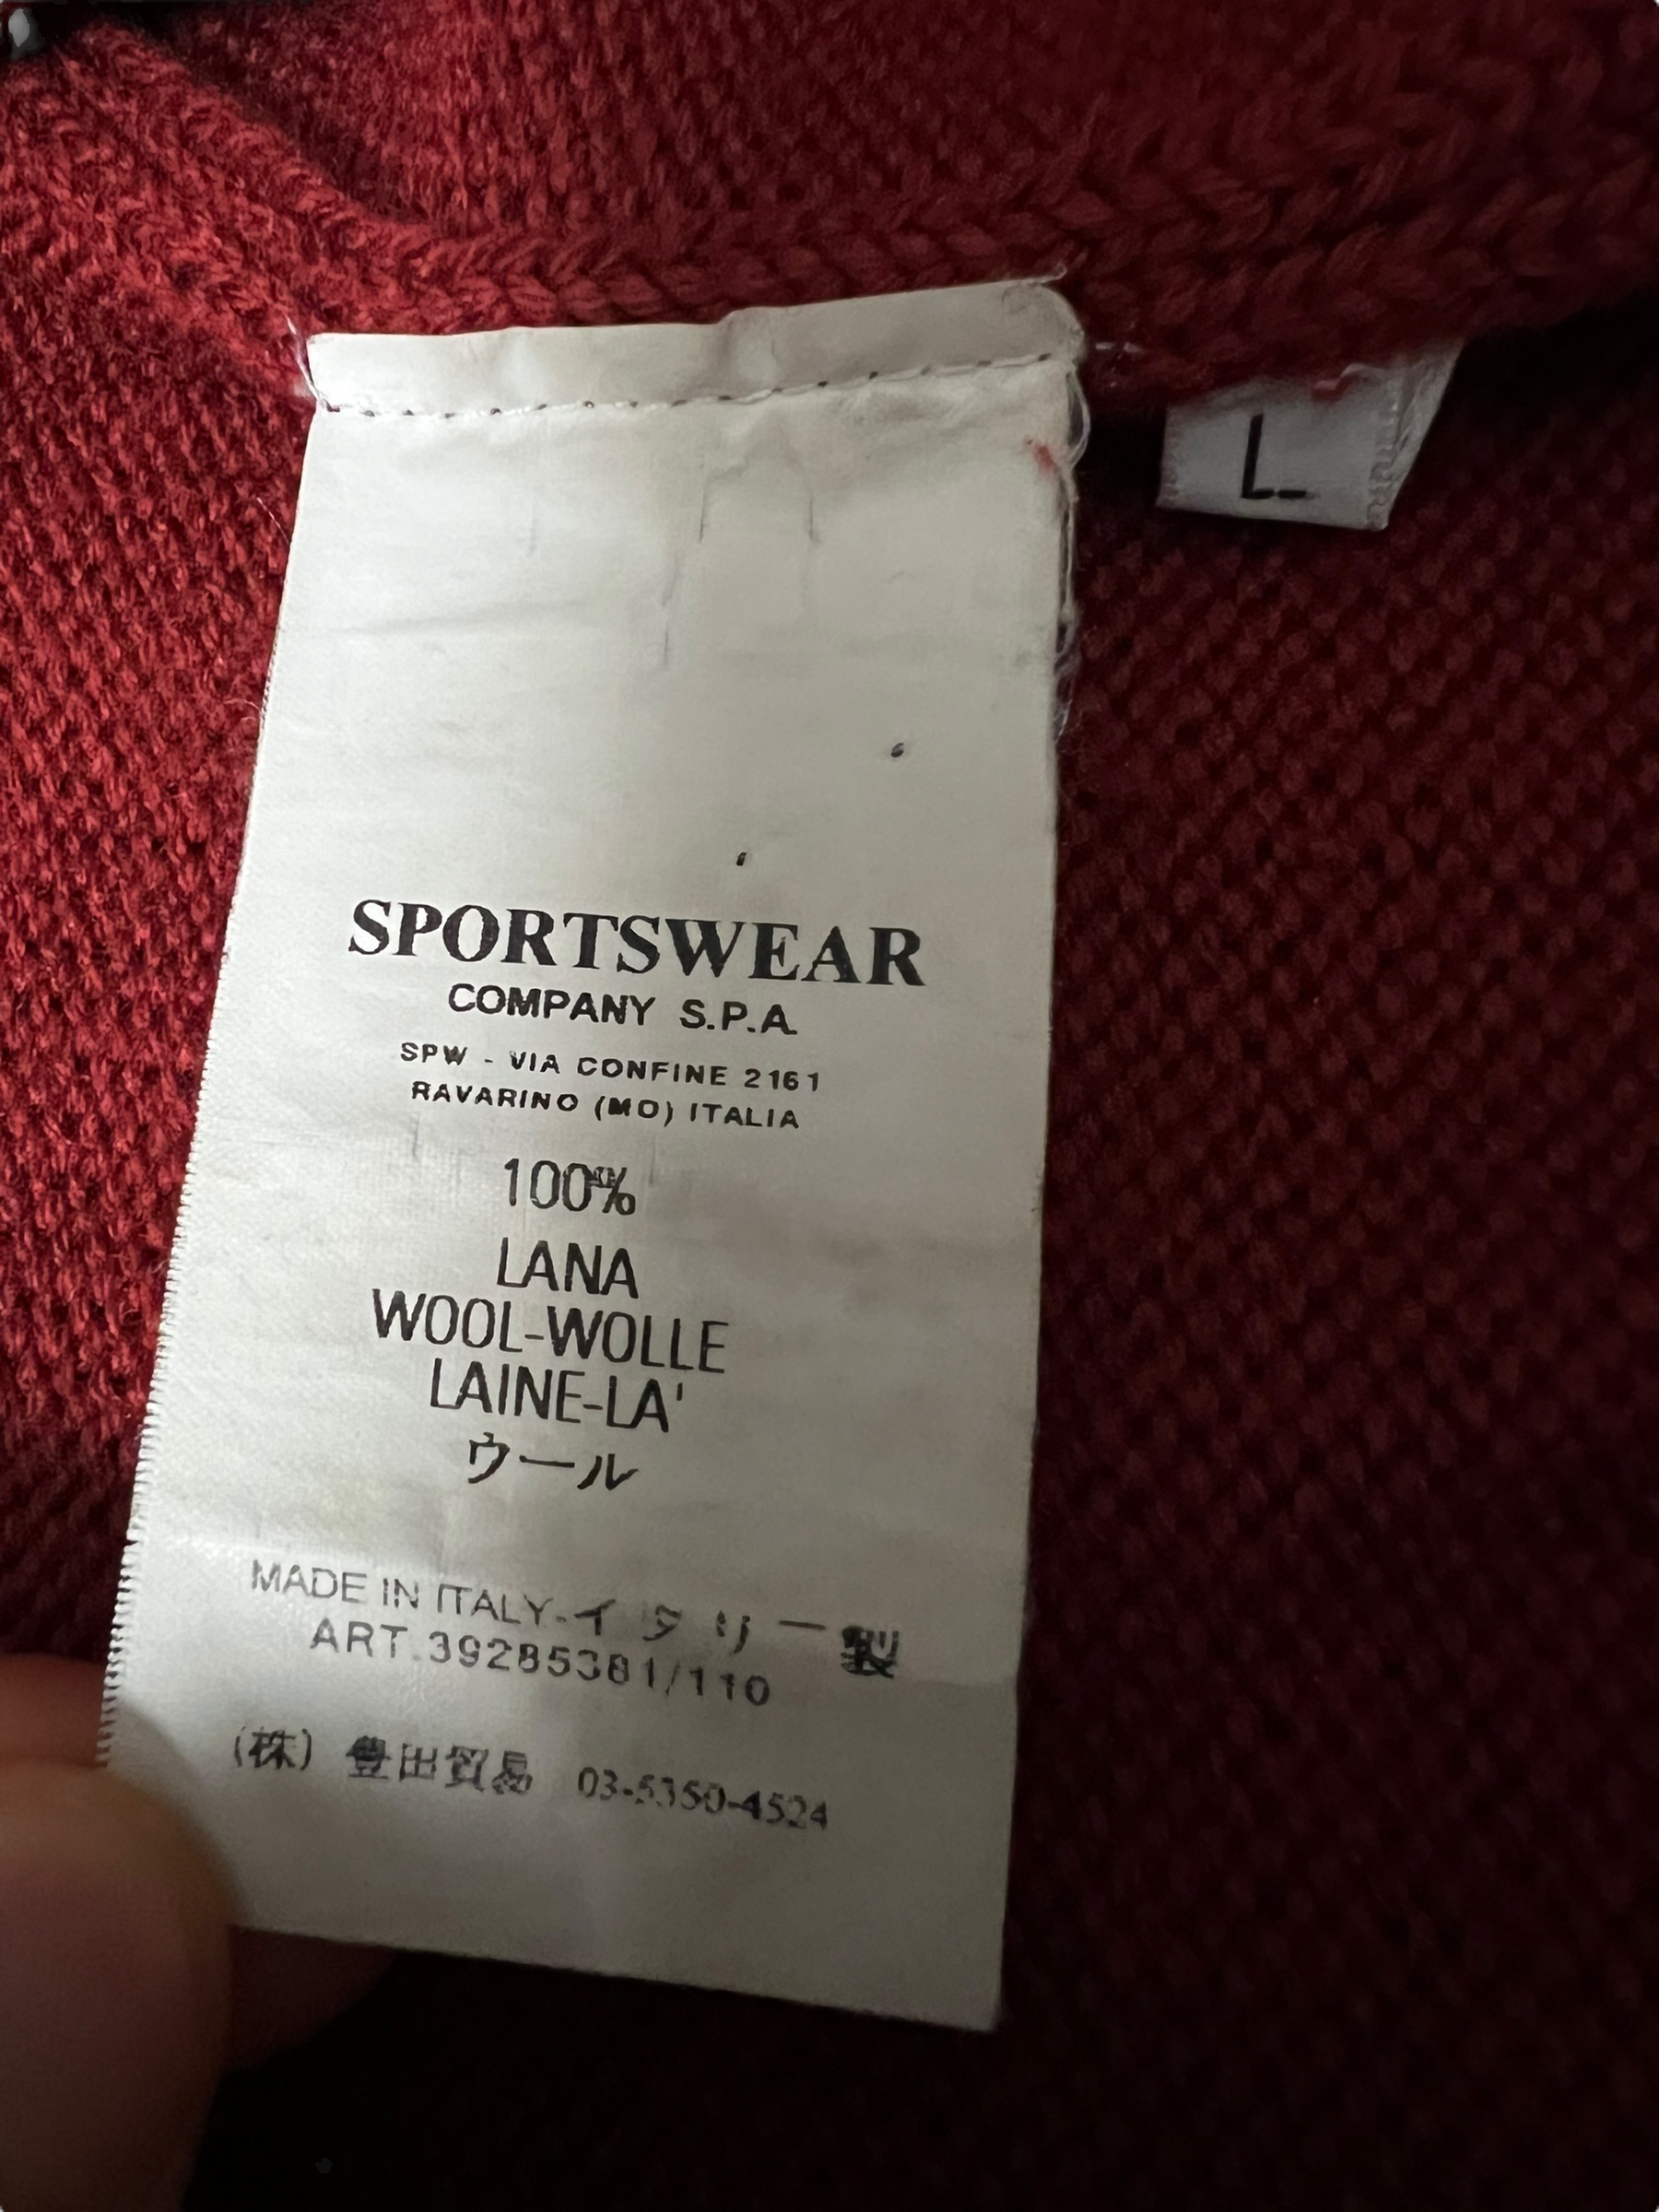 L
SPORTSWEAR
COMPANY S.P.A.
SPW - VIA CONFINE 2161
RAVARINO (MO) ITALIA
100%
LANA
WOOL-WOLLE
LAINE-LA'
ウール
MADE IN ITALY-イタリー製
ART.39285381/110
(株) 豊田貿易 03-5350-4524